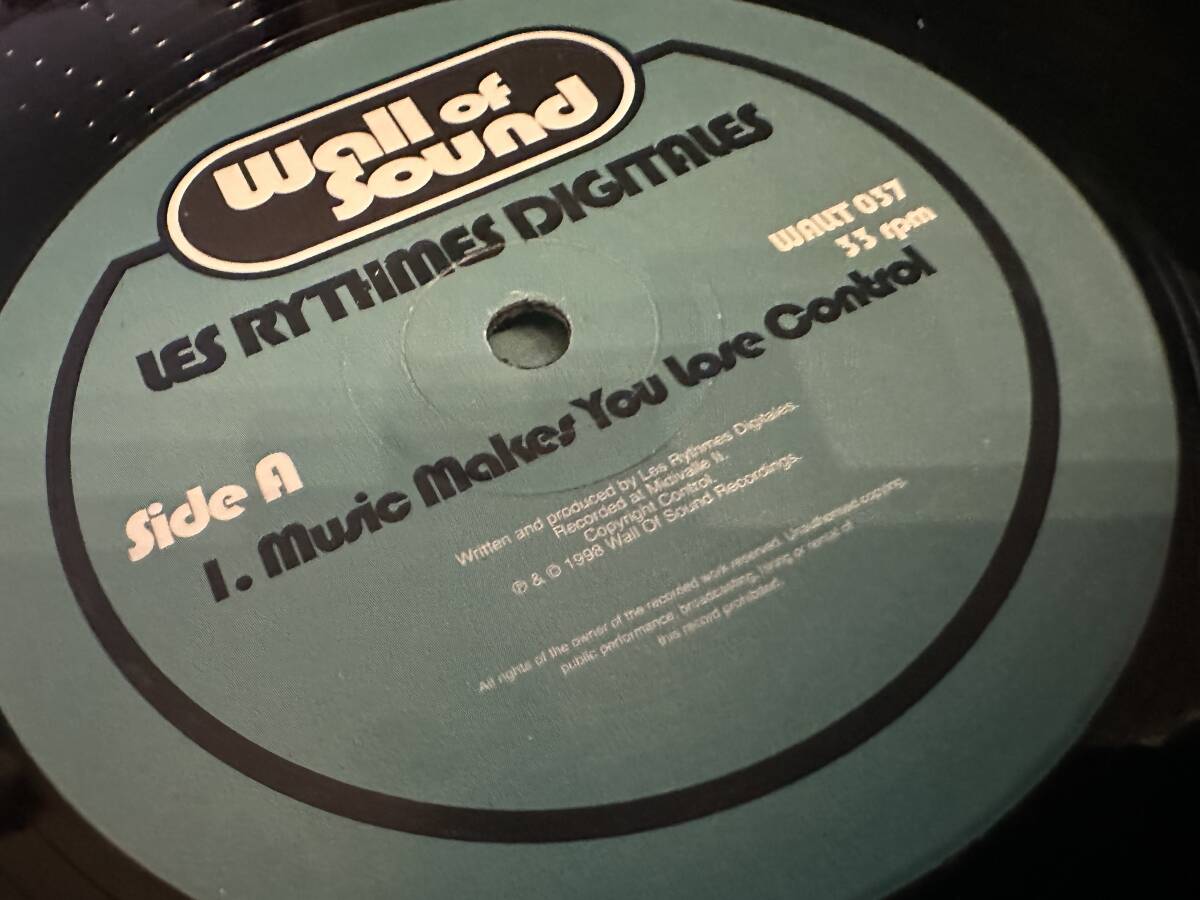 Wall of
Sound
LES RYTHMES DIGITALES
WALLT 037
33 rpm
Side A
1. Music Makes You Lose Control
Written and produced by Les Rythmes Digitales.
Recorded at Midivalle II.
Copyright Control.
℗ & © 1998 Wall Of Sound Recordings.
All rights of the owner of the recorded work reserved. Unauthorised copying,
public performance, broadcasting, hiring or rental of
this record prohibited.